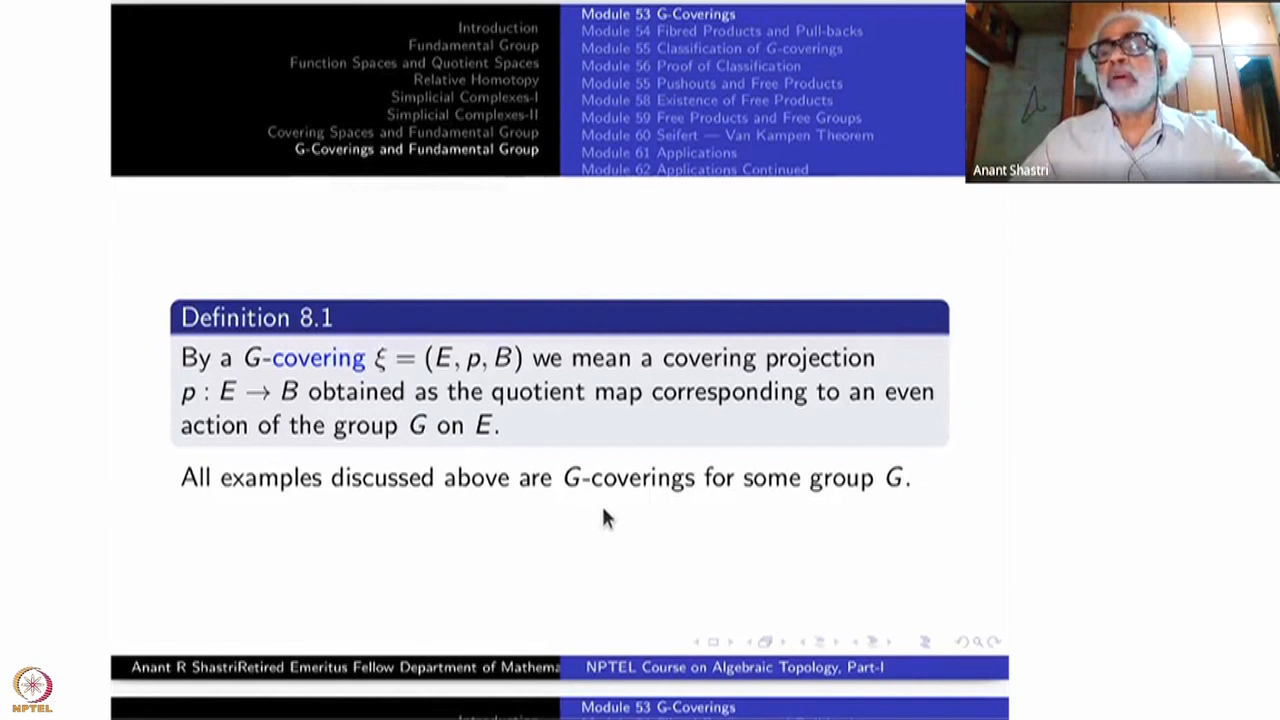 Introduction
Fundamental Group
Function Spaces and Quotient Spaces
Relative Homotopy
Simplicial Complexes-I
Simplicial Complexes-II
Covering Spaces and Fundamental Group
G-Coverings and Fundamental Group
Module 53 G-Coverings
Module 54 Fibred Products and Pull-backs
Module 55 Classification of G-coverings
Module 56 Proof of Classification
Module 55 Pushouts and Free Products
Module 58 Existence of Free Products
Module 59 Free Products and Free Groups
Module 60 Seifert — Van Kampen Theorem
Module 61 Applications
Module 62 Applications Continued
Anant Shastri
Definition 8.1
By a G-covering ξ = (E, p, B) we mean a covering projection
p : E → B obtained as the quotient map corresponding to an even
action of the group G on E.
All examples discussed above are G-coverings for some group G.
Anant R ShastriRetired Emeritus Fellow Department of Mathema
NPTEL Course on Algebraic Topology, Part-I
NPTEL
Module 53 G-Coverings